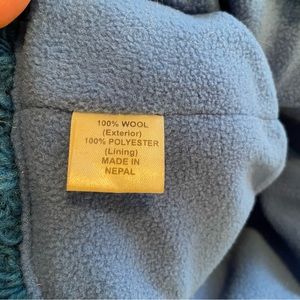 100% WOOL
(Exterior)
100% POLYESTER
(Lining)
MADE IN
NEPAL